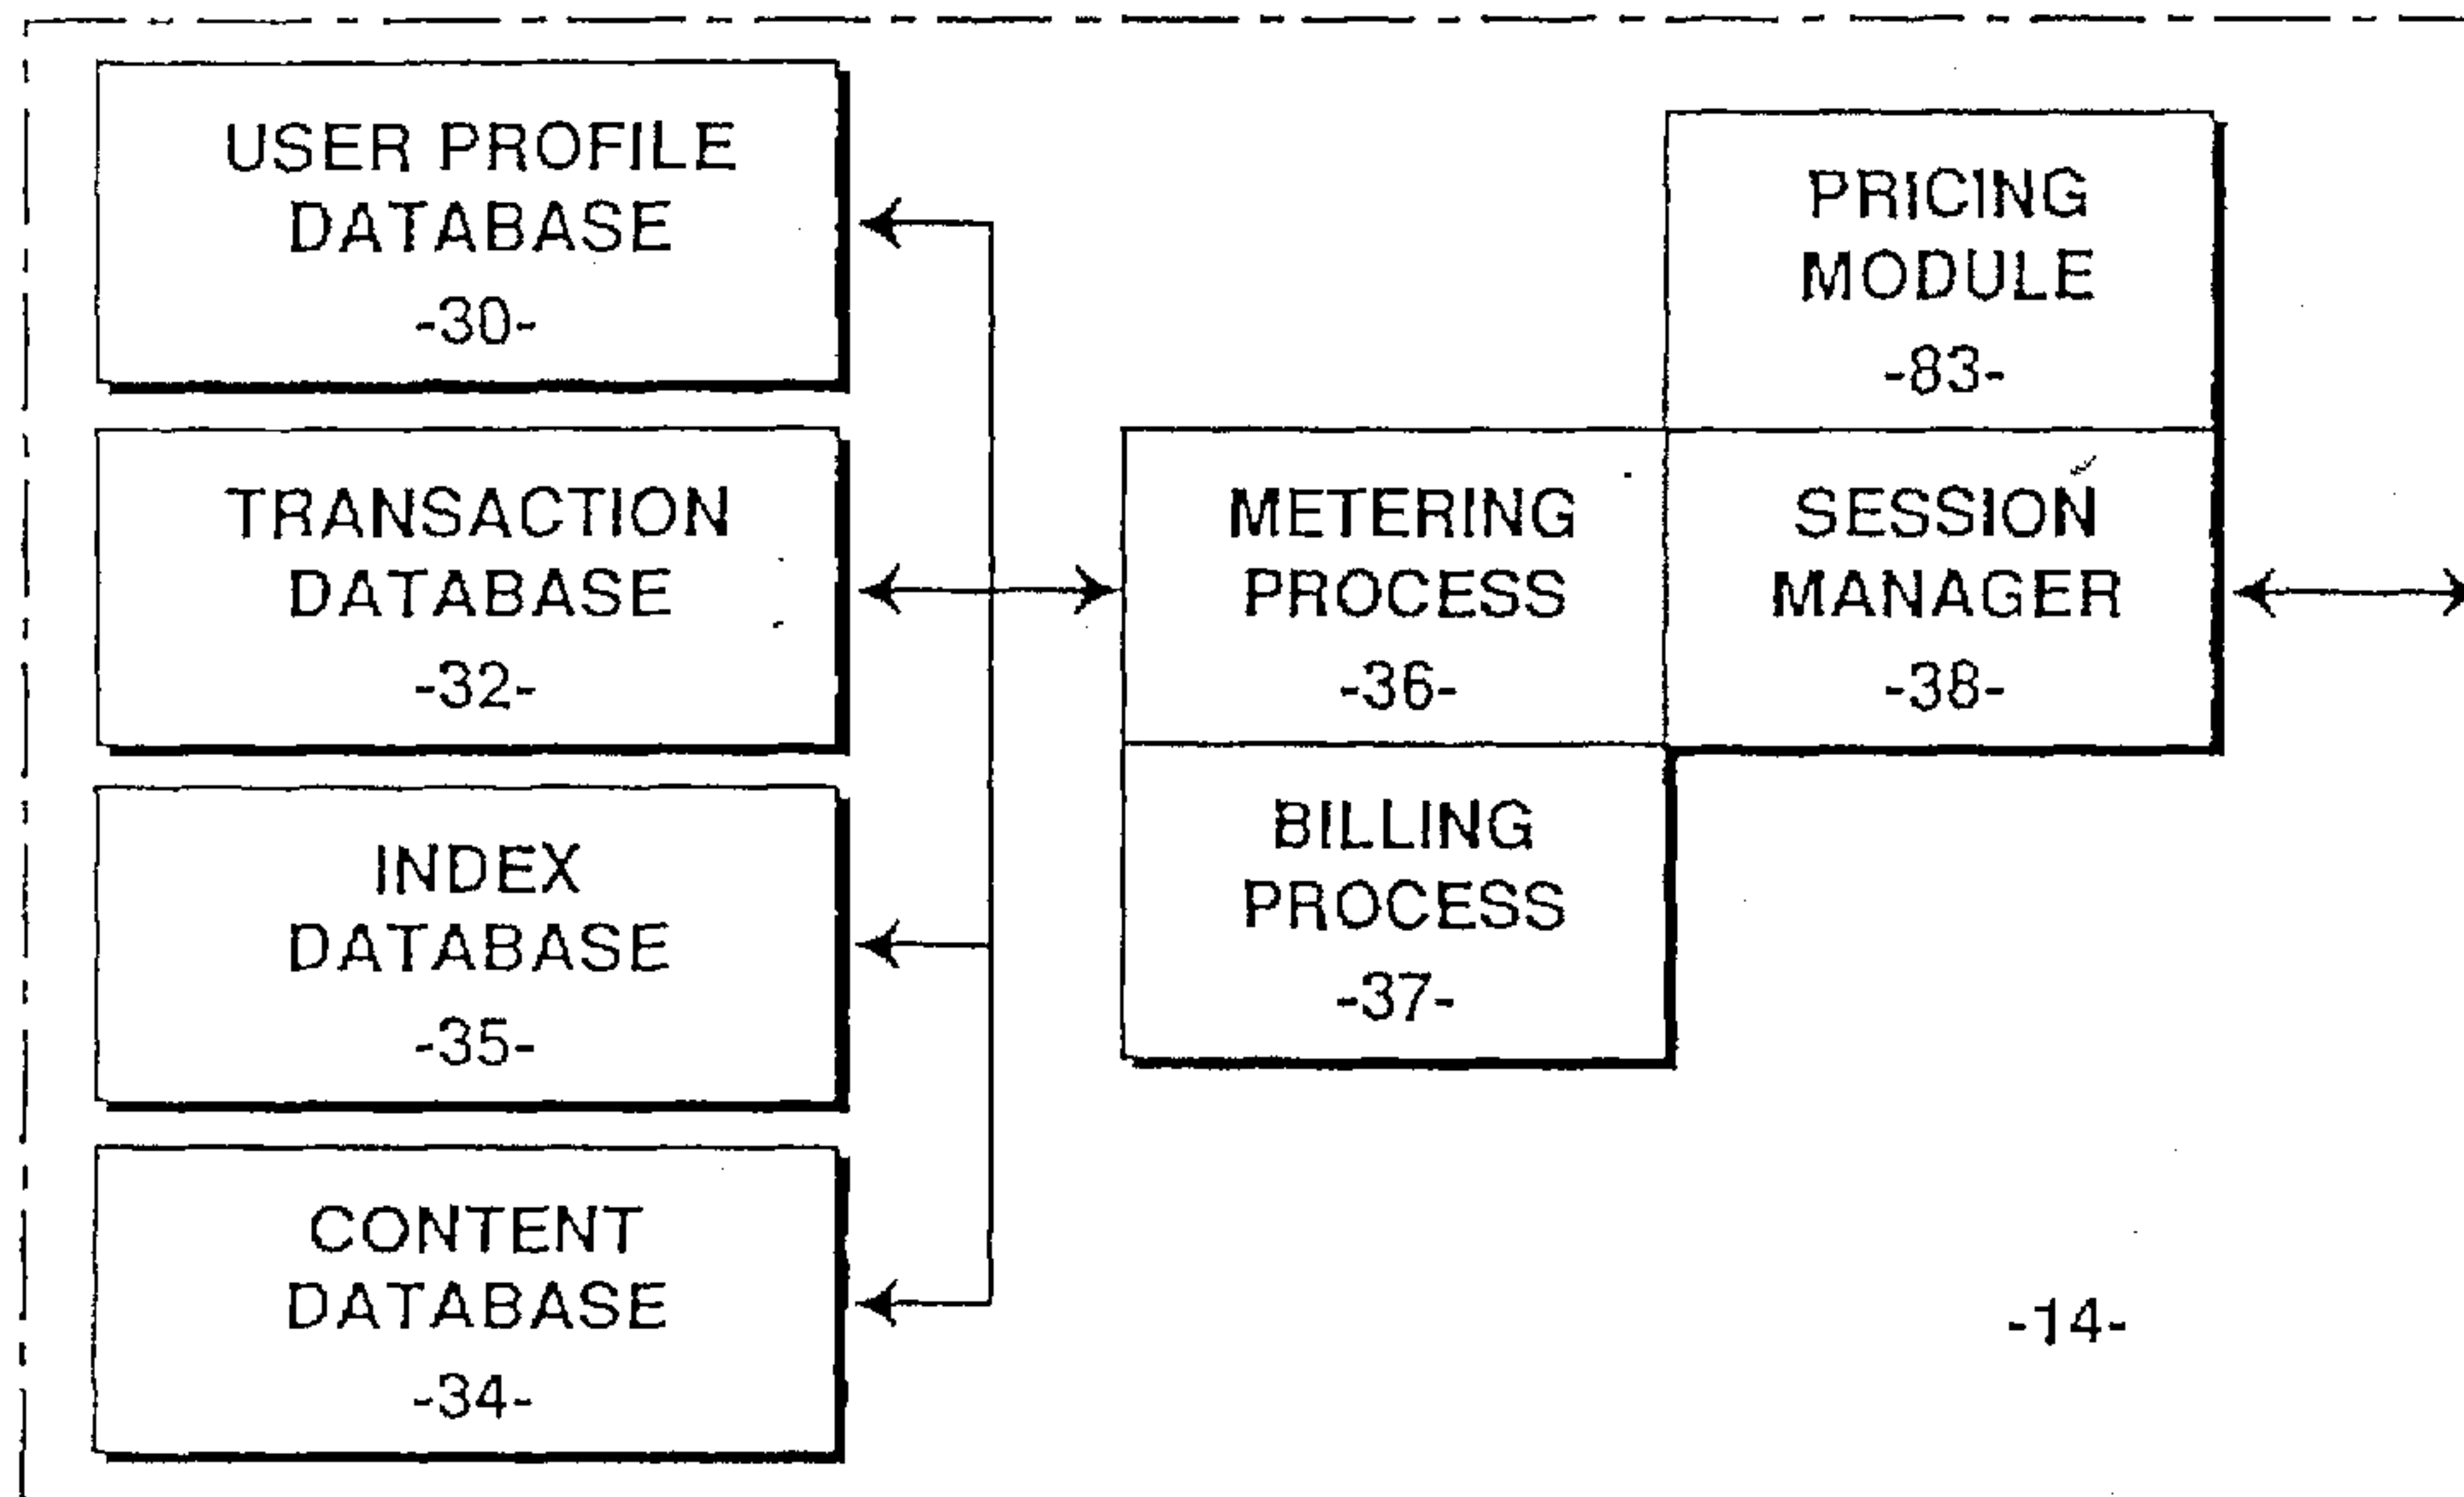 USER PROFILE
DATABASE
-30-
TRANSACTION
DATABASE
-32-
INDEX
DATABASE
-35-
CONTENT
DATABASE
-34-
PRICING
MODULE
-83-
METERING
PROCESS
-36-
SESSION
MANAGER
-38-
BILLING
PROCESS
-37-
-14-